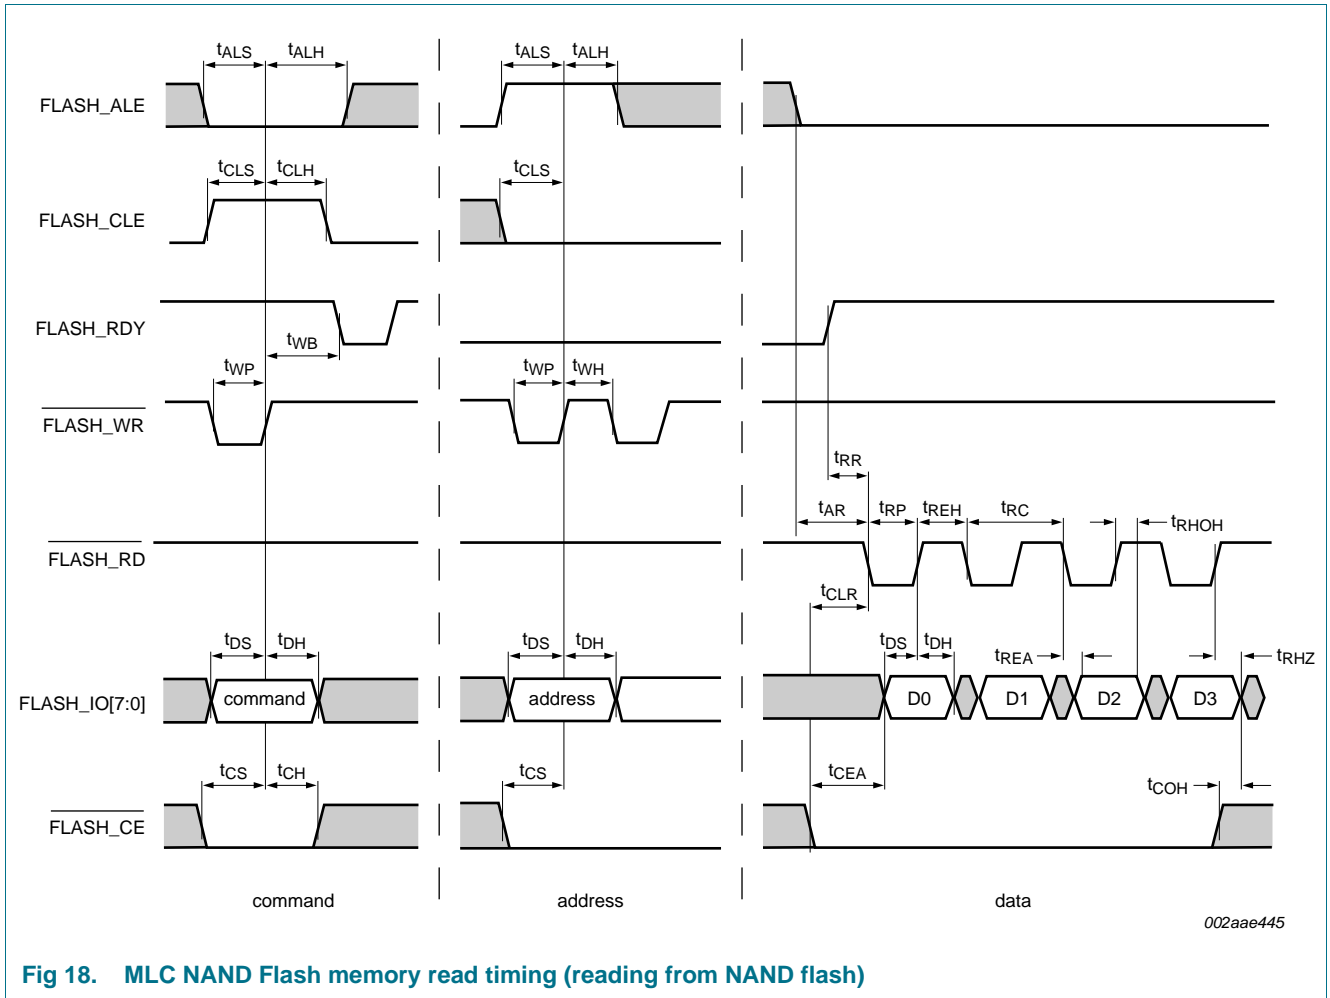 tALS tALH tALS tALH
FLASH_ALE
tCLS tCLH tCLS
FLASH_CLE
FLASH_RDY
tWB
tWP tWP tWH
FLASH_WR
tRR
tAR tRP tREH tRC tRHOH
FLASH_RD
tCLR
tDS tDH tDS tDH tDS tDH tREA tRHZ
FLASH_IO[7:0] command address D0 D1 D2 D3
tCS tCH tCS tCEA tCOH
FLASH_CE
command address data
002aae445
Fig 18. MLC NAND Flash memory read timing (reading from NAND flash)